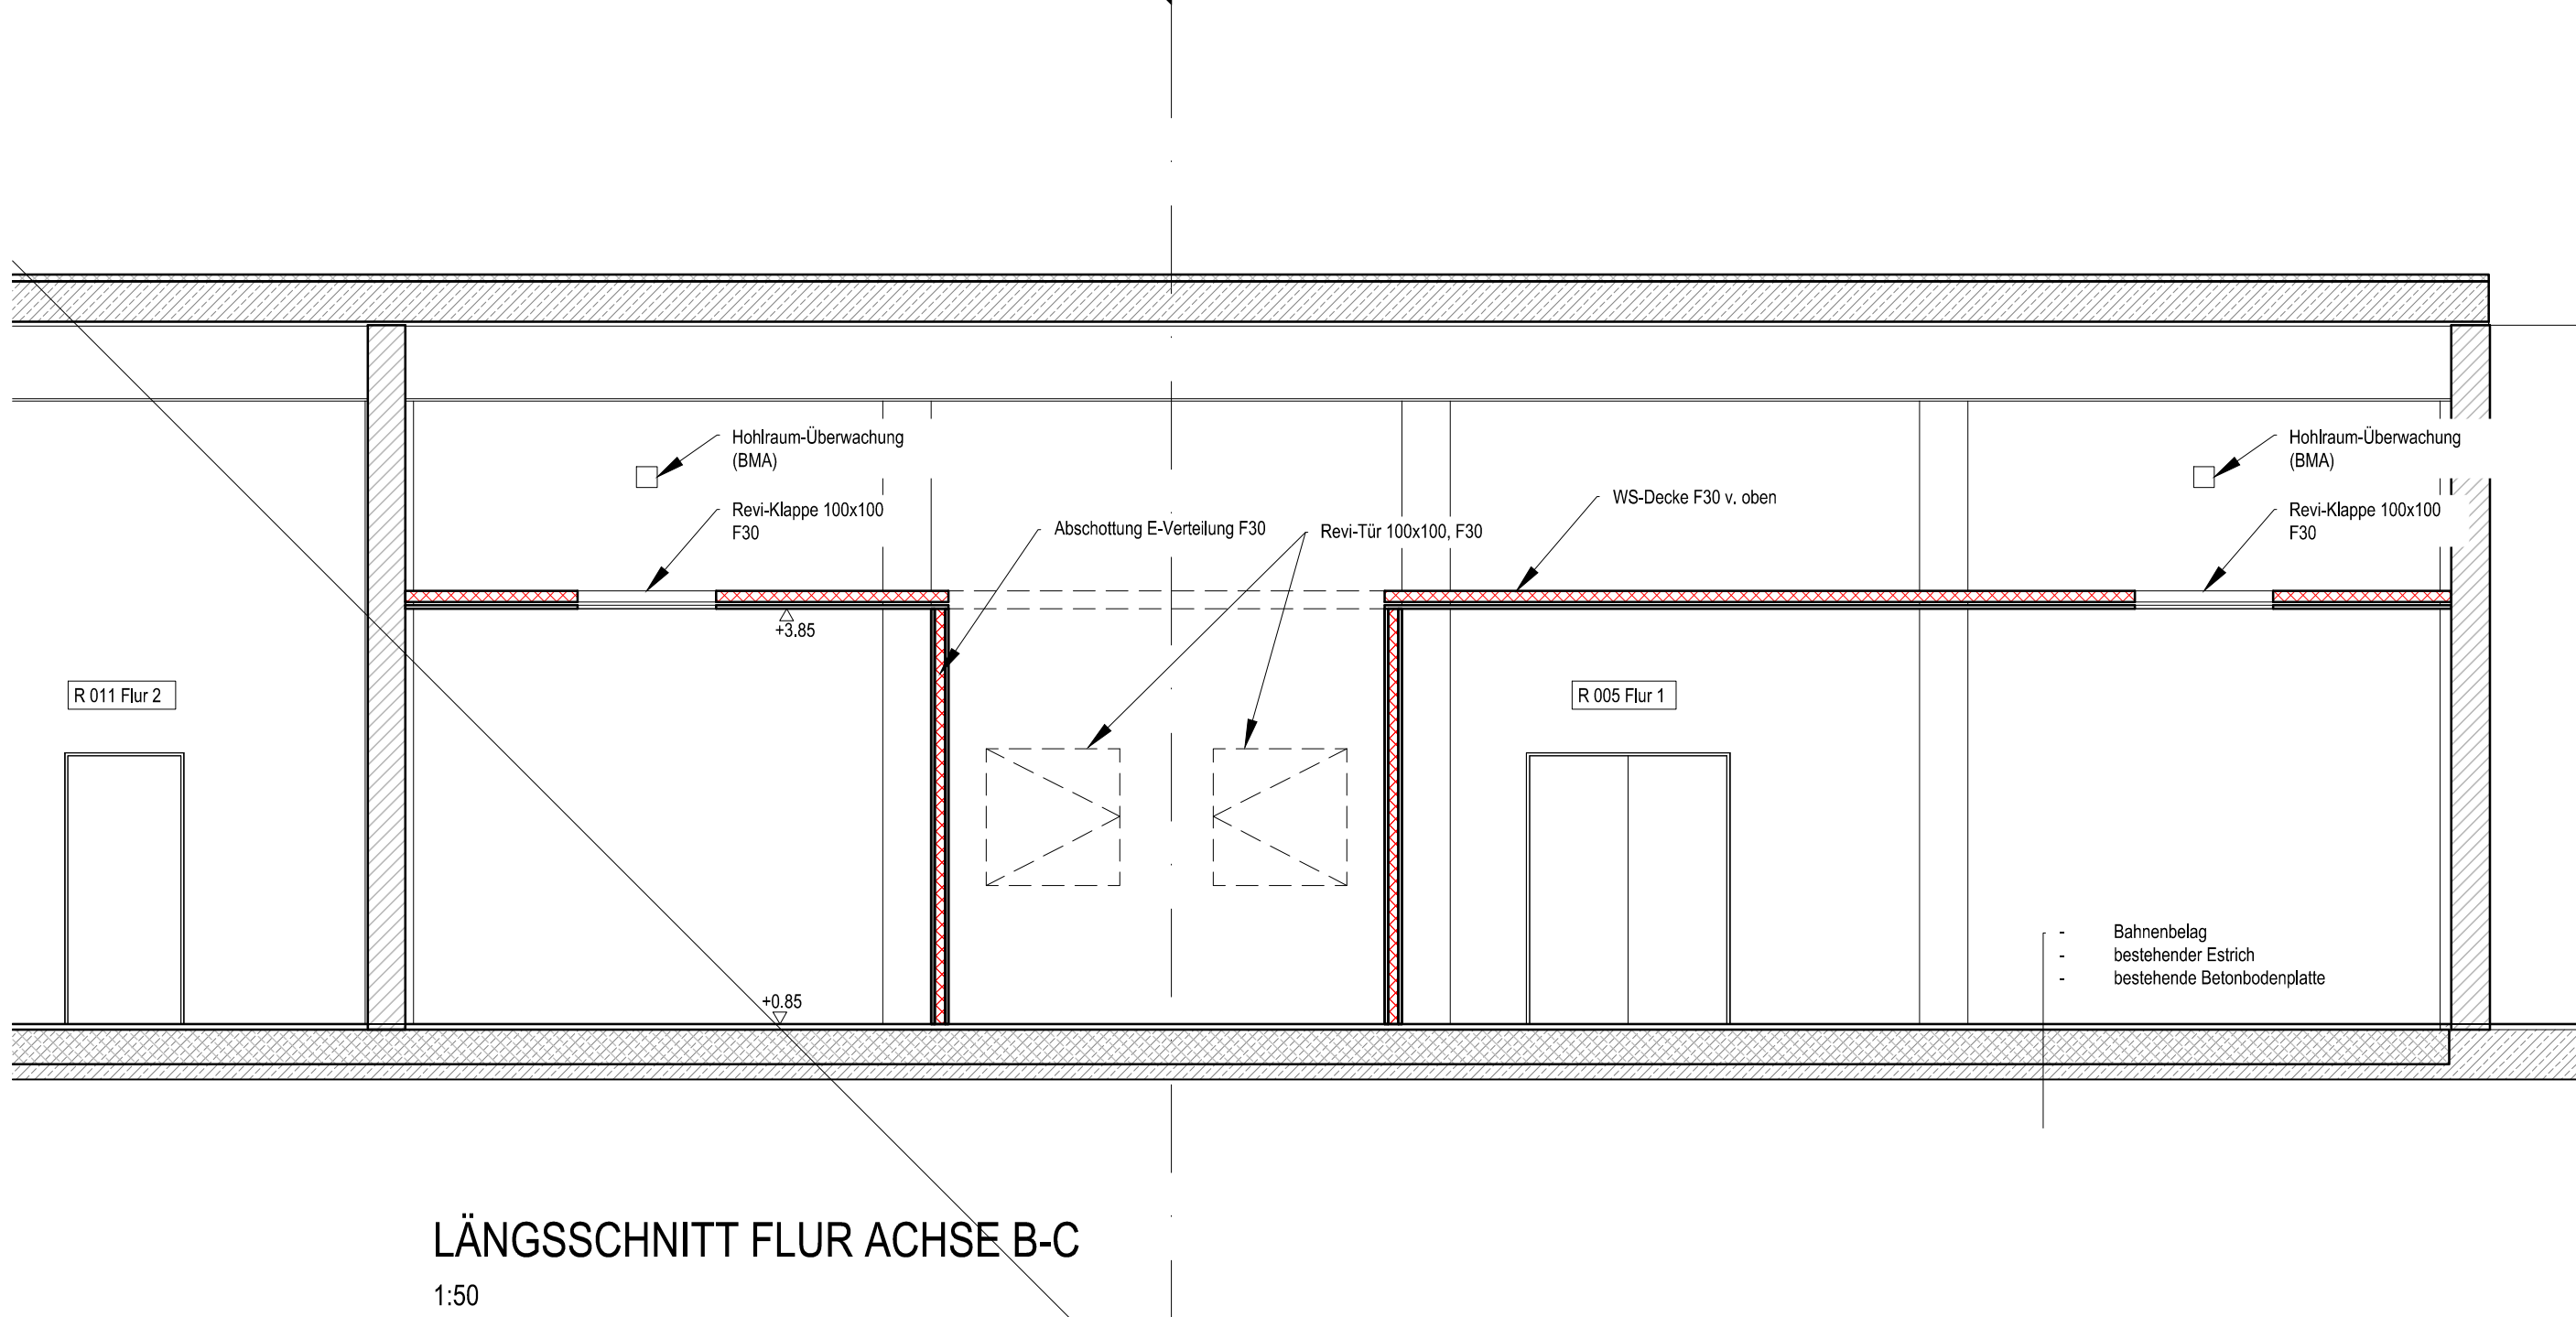 Hohlraum-Überwachung
(BMA)
Revi-Klappe 100x100
F30
Abschottung E-Verteilung F30
Revi-Tür 100x100, F30
WS-Decke F30 v. oben
Hohlraum-Überwachung
(BMA)
Revi-Klappe 100x100
F30
+3.85
R 011 Flur 2
R 005 Flur 1
- Bahnenbelag
- bestehender Estrich
- bestehende Betonbodenplatte
+0.85
LÄNGSSCHNITT FLUR ACHSE B-C
1:50